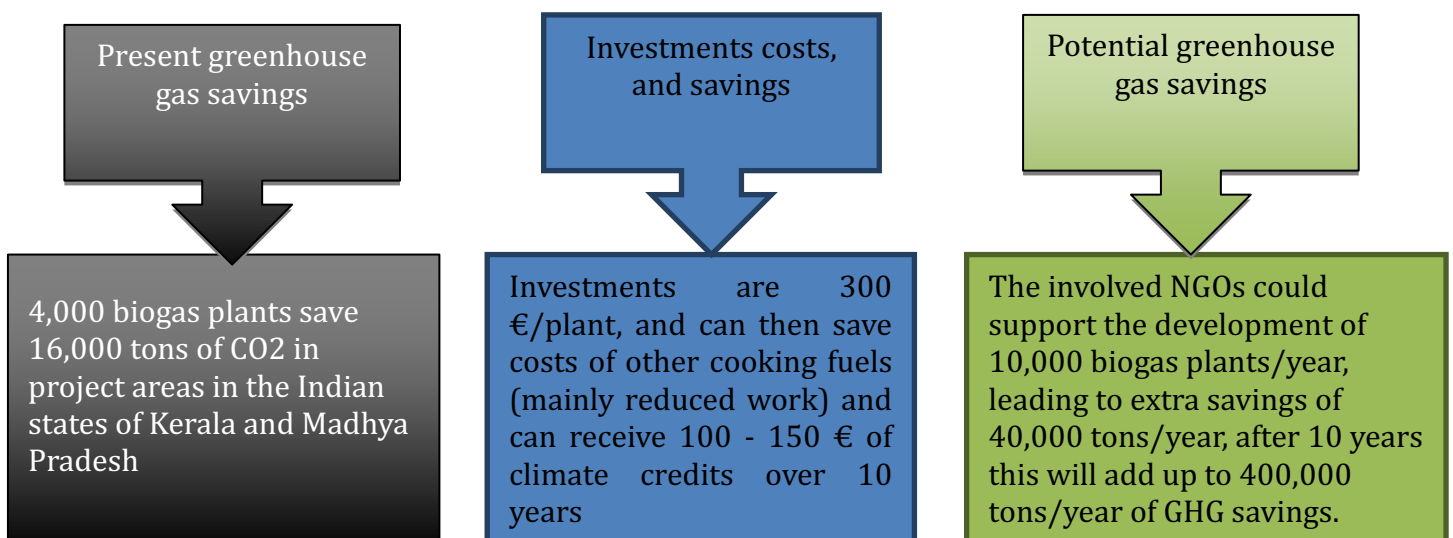 Present greenhouse
gas savings
4,000 biogas plants save
16,000 tons of CO2 in
project areas in the Indian
states of Kerala and Madhya
Pradesh
Investments costs,
and savings
Investments are 300
€/plant, and can then save
costs of other cooking fuels
(mainly reduced work) and
can receive 100 - 150 € of
climate credits over 10
years
Potential greenhouse
gas savings
The involved NGOs could
support the development of
10,000 biogas plants/year,
leading to extra savings of
40,000 tons/year, after 10 years
this will add up to 400,000
tons/year of GHG savings.